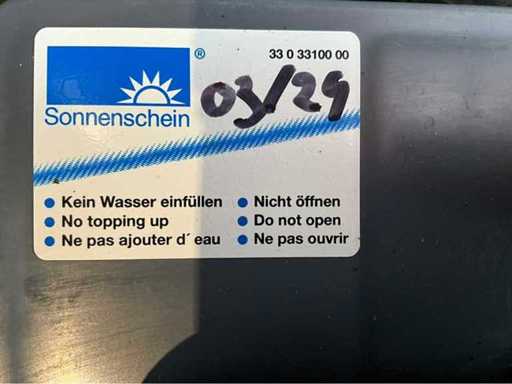 ® 33 0 33100 00
Sonnenschein 03/29
• Kein Wasser einfüllen • Nicht öffnen
• No topping up • Do not open
• Ne pas ajouter d´ eau • Ne pas ouvrir